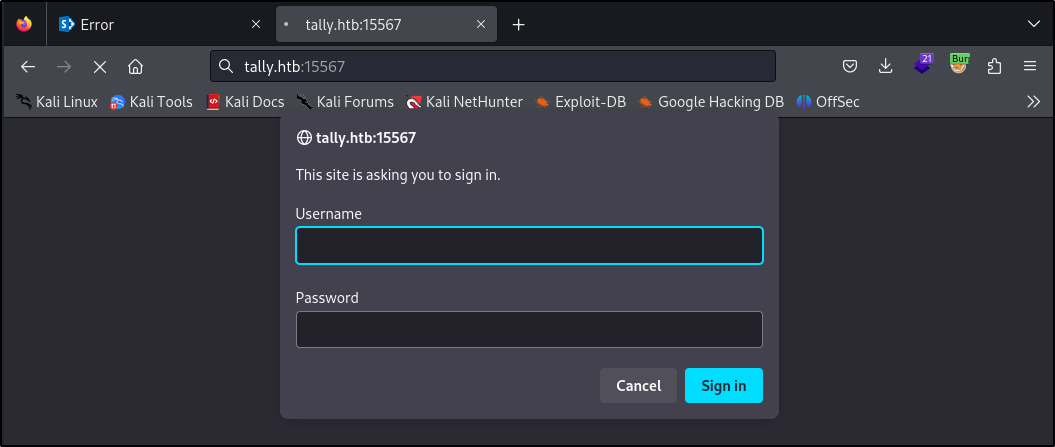 Error
tally.htb:15567
tally.htb:15567
21
Bur
Kali Linux Kali Tools Kali Docs Kali Forums Kali NetHunter Exploit-DB Google Hacking DB OffSec
tally.htb:15567
This site is asking you to sign in.
Username
Password
Cancel Sign in